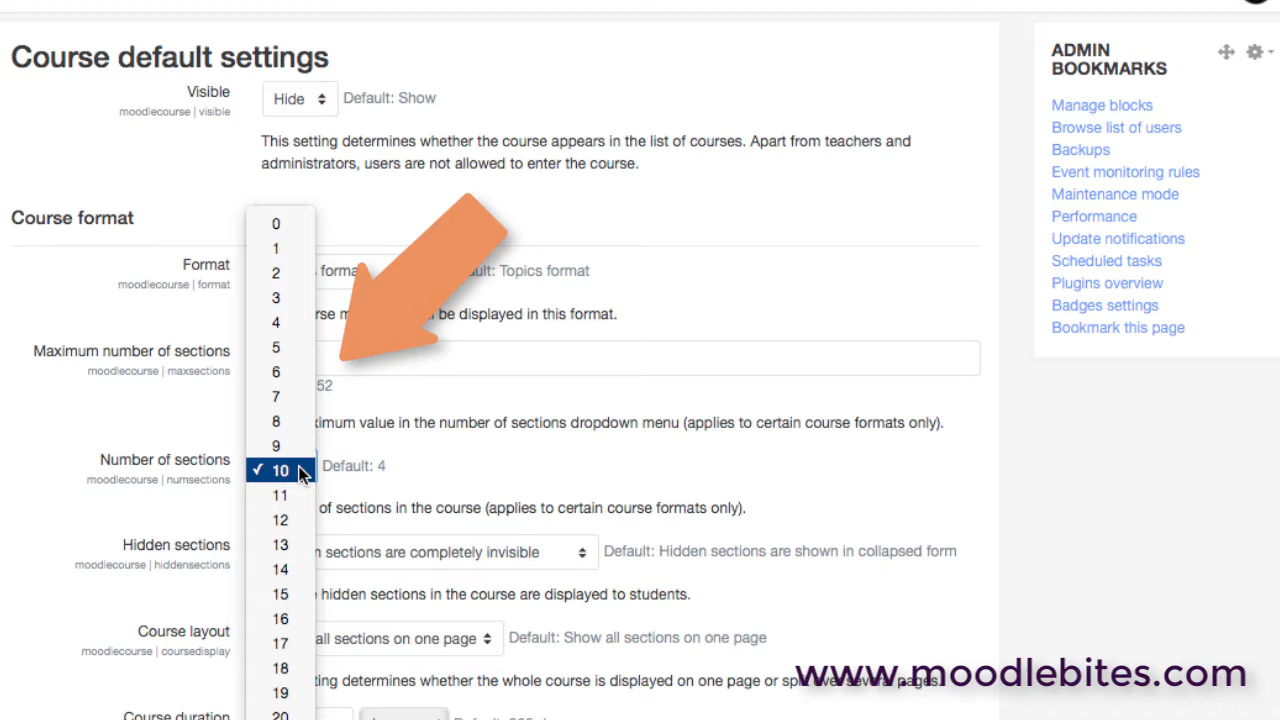 Course default settings
ADMIN
BOOKMARKS
Visible
moodlecourse | visible
Hide
Default: Show
This setting determines whether the course appears in the list of courses. Apart from teachers and
administrators, users are not allowed to enter the course.
Manage blocks
Browse list of users
Backups
Event monitoring rules
Maintenance mode
Performance
Update notifications
Scheduled tasks
Plugins overview
Badges settings
Bookmark this page
Course format
Format
moodlecourse | format
Topics format
be displayed in this format.
Maximum number of sections
moodlecourse | maxsections
52
value in the number of sections dropdown menu (applies to certain course formats only).
Number of sections
moodlecourse | numsections
0
1
2
3
4
5
6
7
8
9
✓ 10
11
12
13
14
15
16
17
18
19
20
Default: 4
of sections in the course (applies to certain course formats only).
Hidden sections
moodlecourse | hiddensections
sections are completely invisible
Default: Hidden sections are shown in collapsed form
hidden sections in the course are displayed to students.
Course layout
moodlecourse | coursedisplay
all sections on one page
Default: Show all sections on one page
determines whether the whole course is displayed on one page or split over several pages.
www.moodlebites.com
Course duration